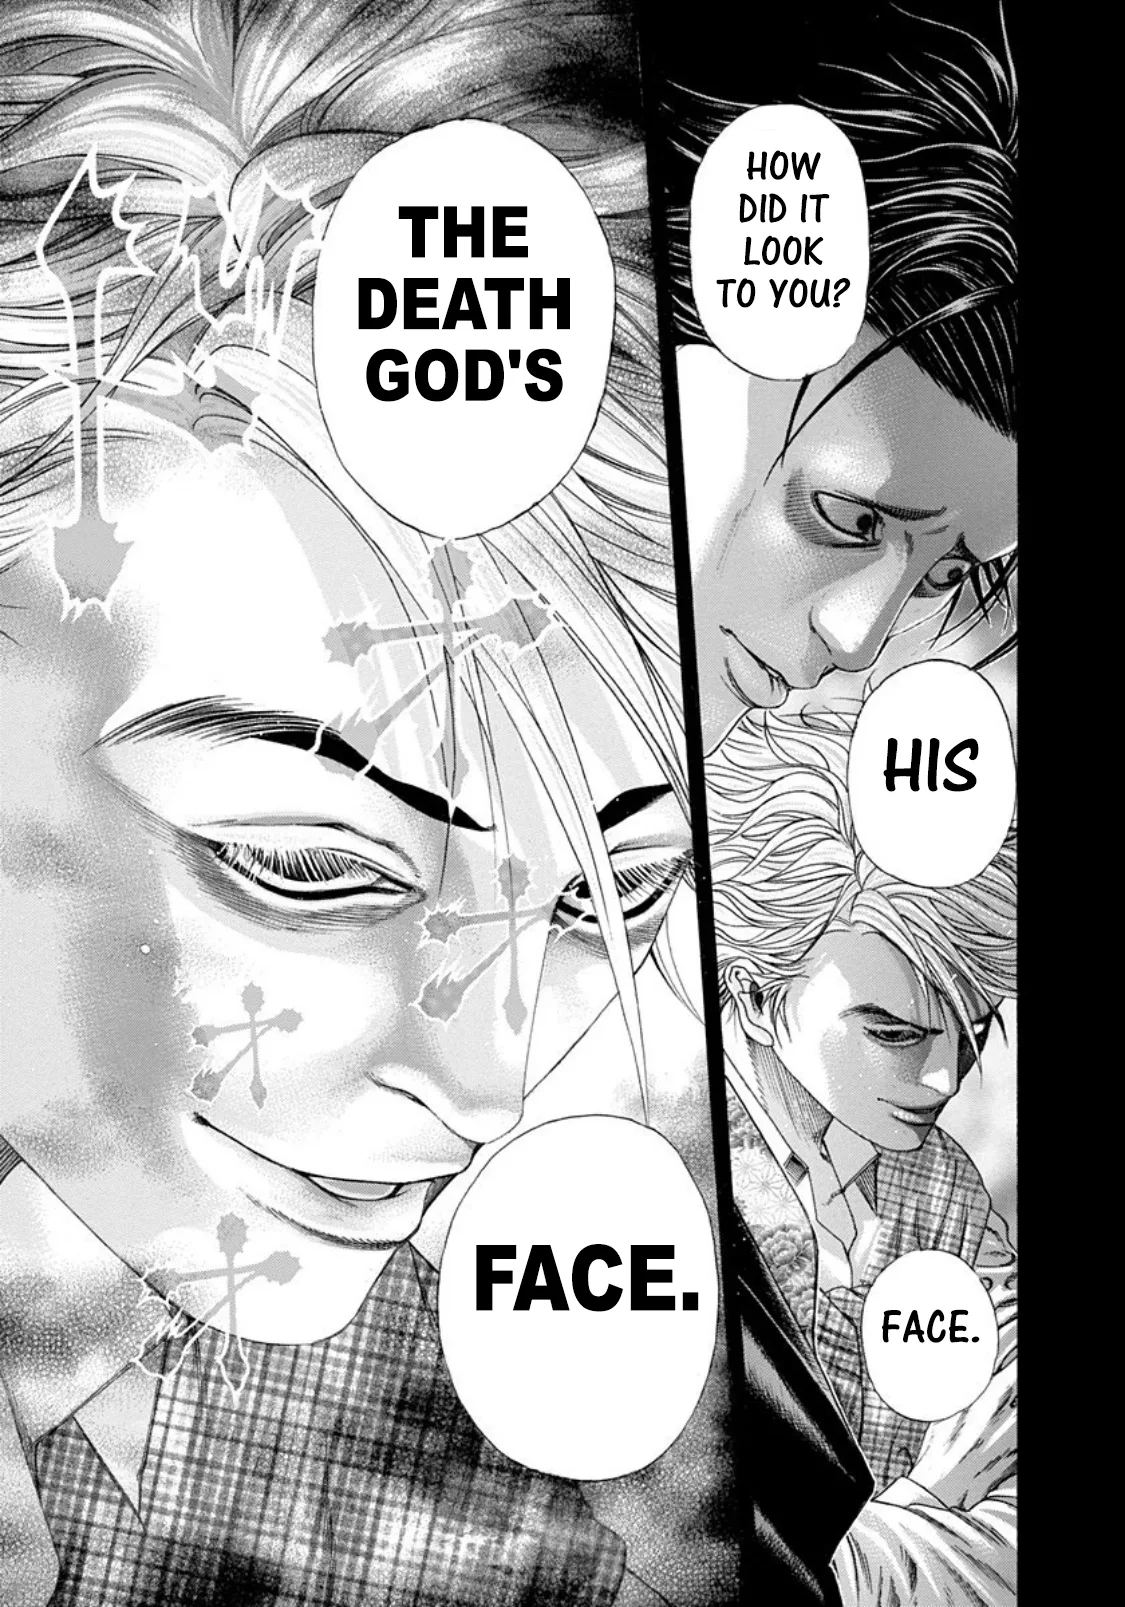 HOW
DID IT
LOOK
TO YOU?
HIS
FACE.
THE
DEATH
GOD'S
FACE.